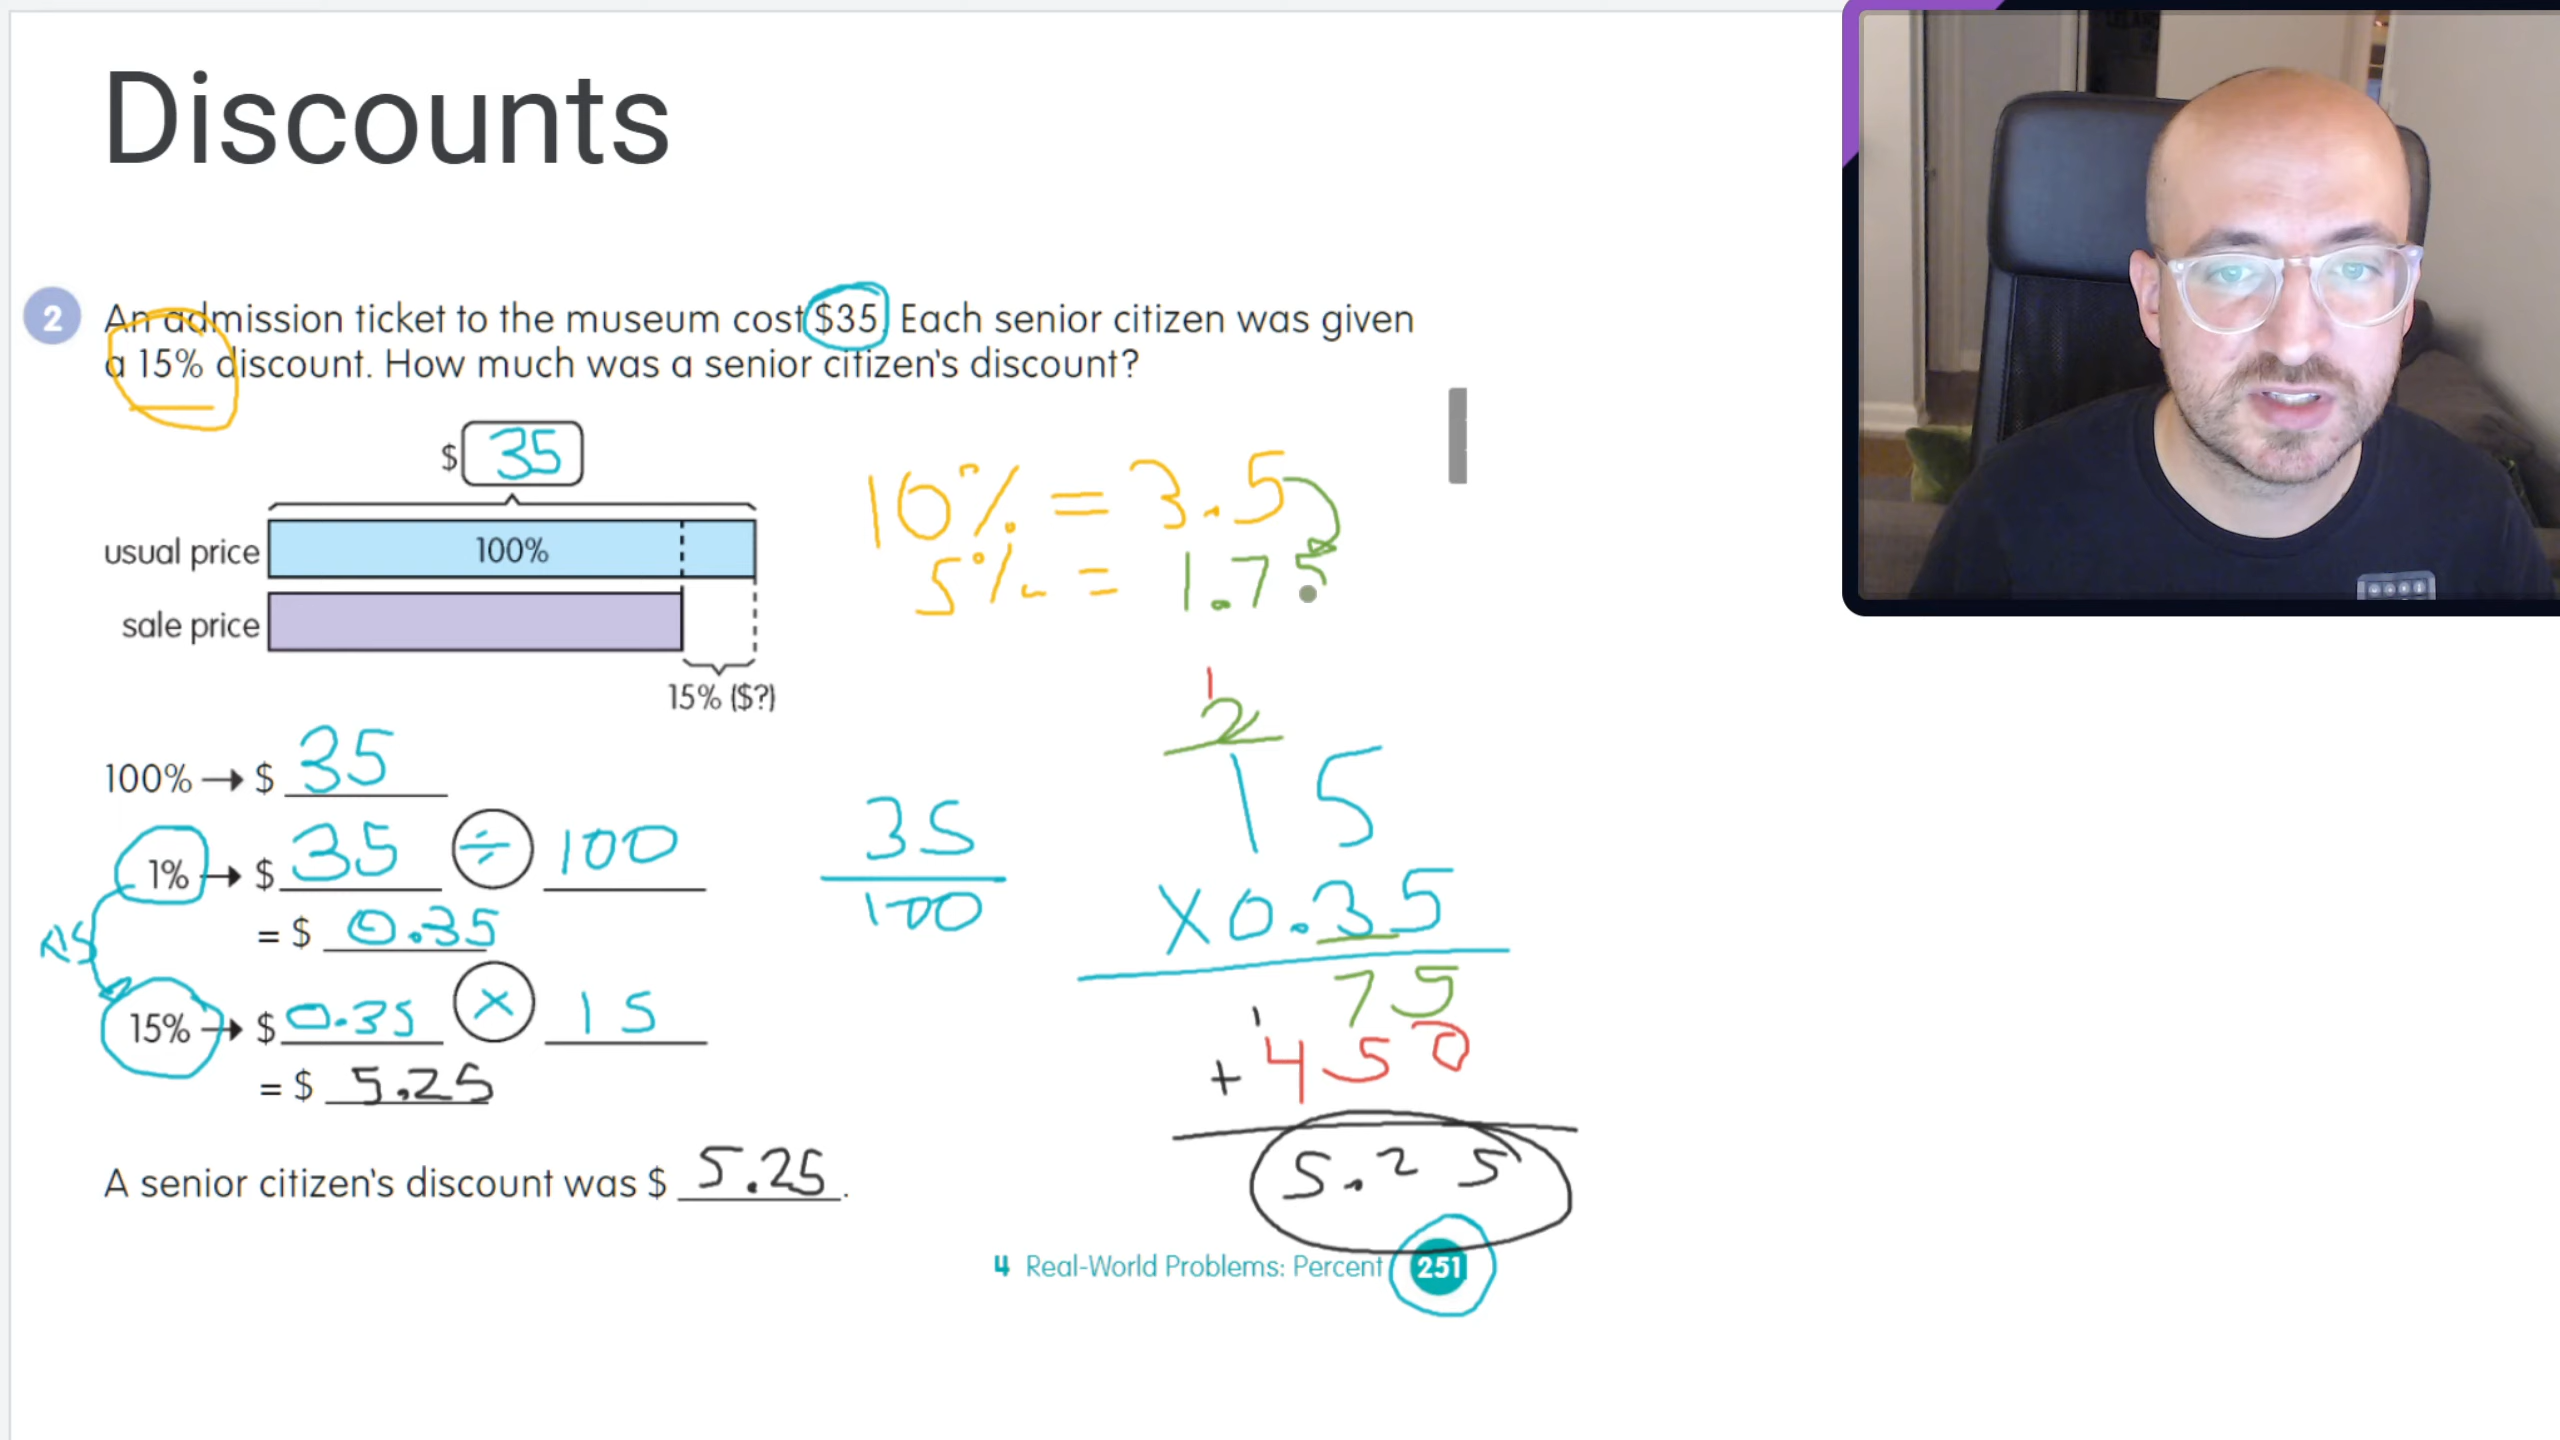 Discounts
2 An admission ticket to the museum cost $35. Each senior citizen was given
a 15% discount. How much was a senior citizen's discount?
$ 35
usual price 100%
sale price
15% ($?)
10% = 3.5
5% = 1.75
100% → $ 35
1% → $ 35 ÷ 100
= $ 0.35
x15
15% → $ 0.35 × 15
= $ 5.25
A senior citizen's discount was $ 5.25.
35
100
1
2
15
X 0.35
75
1
+ 450
5.25
4 Real-World Problems: Percent 251